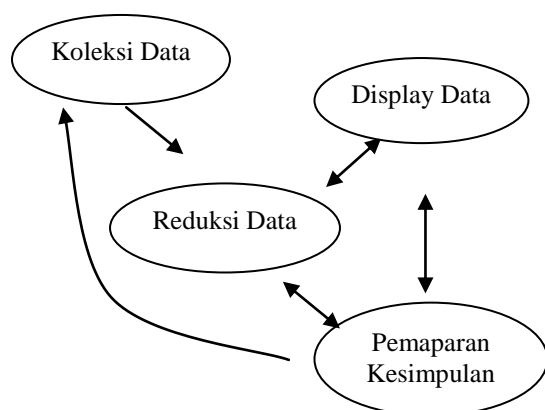 Koleksi Data
Display Data
Reduksi Data
Pemaparan
Kesimpulan